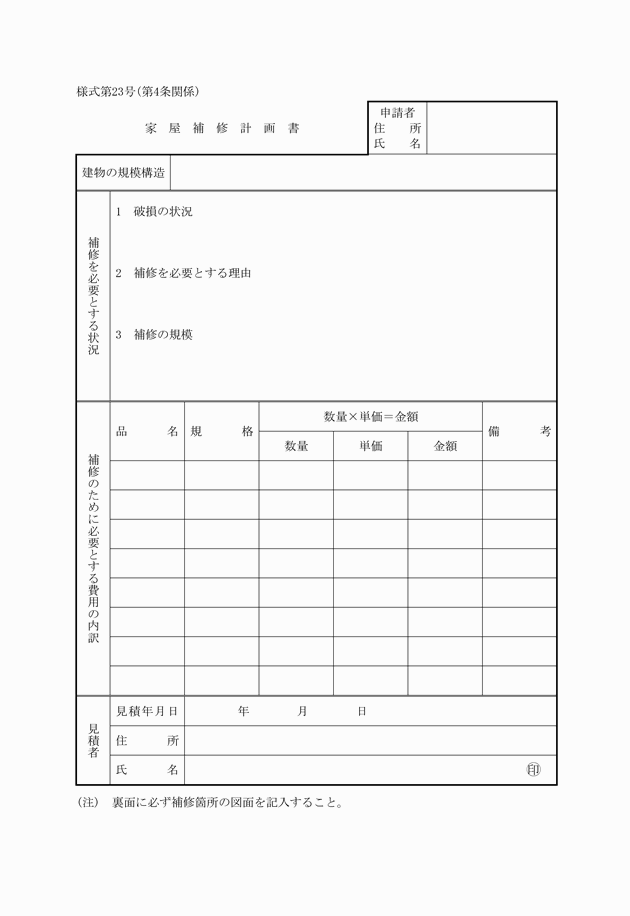 様式第23号(第4条関係)
家屋補修計画書
申請者
住所
氏名
建物の規模構造
補修を必要とする状況
1 破損の状況
2 補修を必要とする理由
3 補修の規模
補修のために必要とする費用の内訳
品名 規格 数量×単価＝金額 備考
数量 単価 金額
見積者
見積年月日 年 月 日
住所
氏名 ㊞
(注) 裏面に必ず補修箇所の図面を記入すること。